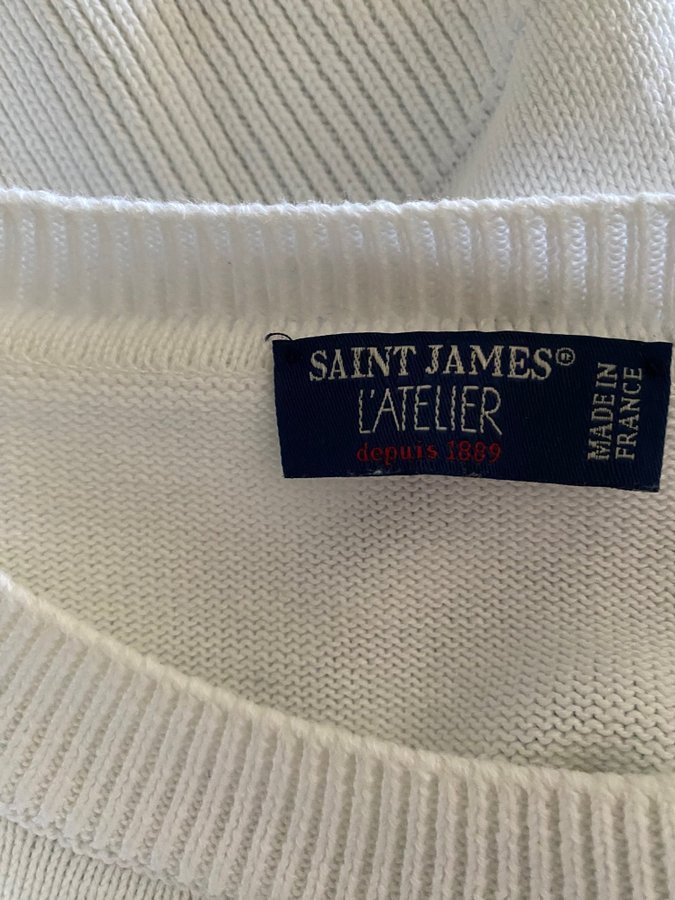 SAINT JAMES®
L'ATELIER
depuis 1889
MADE IN
FRANCE